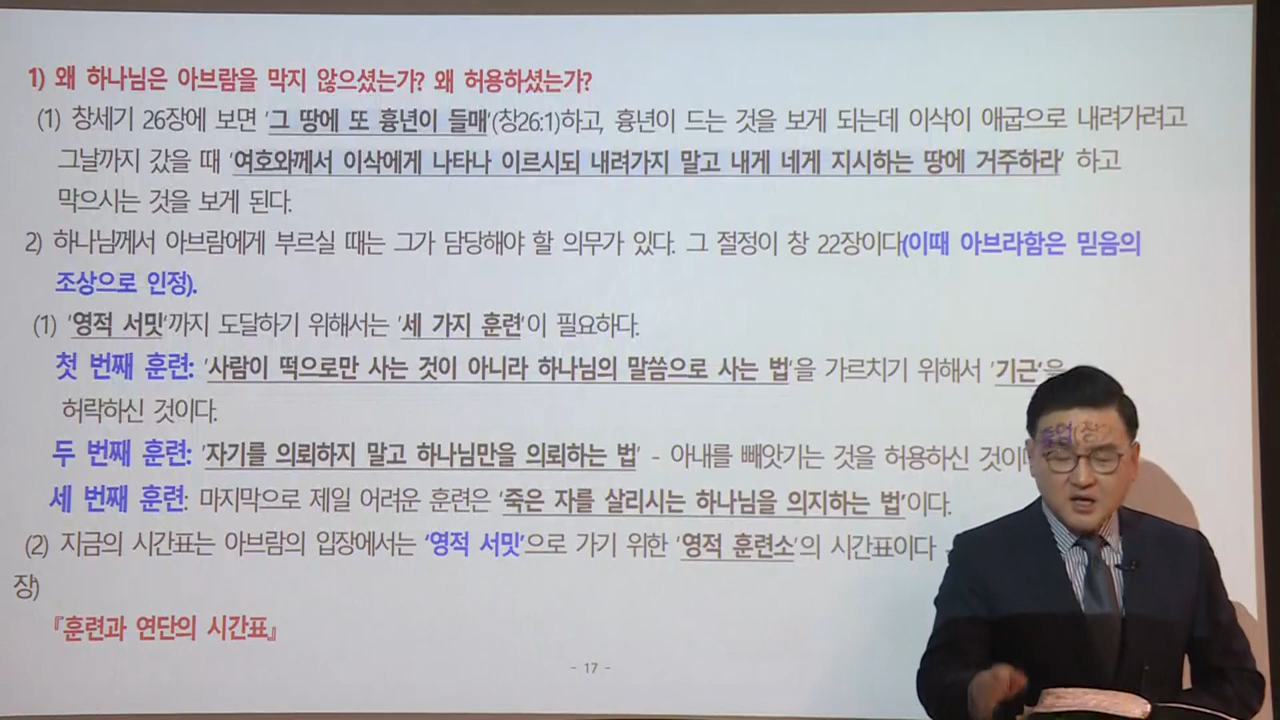 1) 왜 하나님은 아브람을 막지 않으셨는가? 왜 허용하셨는가?
(1) 창세기 26장에 보면 '그 땅에 또 흉년이 들매'(창26:1)하고, 흉년이 드는 것을 보게 되는데 이삭이 애굽으로 내려가려고
그날까지 갔을 때 '여호와께서 이삭에게 나타나 이르시되 내려가지 말고 내게 네게 지시하는 땅에 거주하라' 하고
막으시는 것을 보게 된다.
2) 하나님께서 아브람에게 부르실 때는 그가 담당해야 할 의무가 있다. 그 절정이 창 22장이다(이때 아브라함은 믿음의
조상으로 인정).
(1) '영적 서밋'까지 도달하기 위해서는 '세 가지 훈련'이 필요하다.
첫 번째 훈련: '사람이 떡으로만 사는 것이 아니라 하나님의 말씀으로 사는 법'을 가르치기 위해서 '기근'을
허락하신 것이다.
두 번째 훈련: '자기를 의뢰하지 말고 하나님만을 의뢰하는 법' - 아내를 빼앗기는 것을 허용하신 것이
세 번째 훈련: 마지막으로 제일 어려운 훈련은 '죽은 자를 살리시는 하나님을 의지하는 법'이다.
(2) 지금의 시간표는 아브람의 입장에서는 '영적 서밋'으로 가기 위한 '영적 훈련소'의 시간표이다
장)
『훈련과 연단의 시간표』
- 17 -